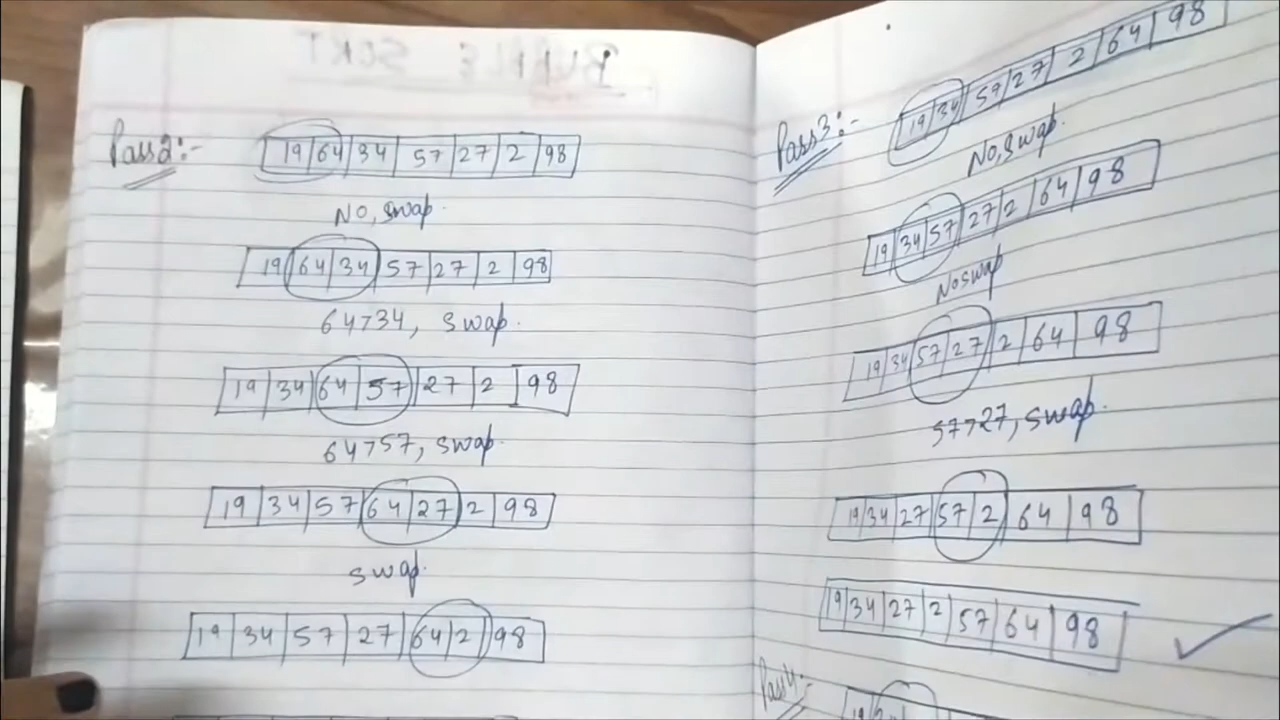 BUBBLE SORT
Pass2:-
19 64 34 57 27 2 98
NO, swap.
19 64 34 57 27 2 98
64>34, swap.
19 34 64 57 27 2 98
64>57, swap.
19 34 57 64 27 2 98
swap.
19 34 57 27 64 2 98
Pass3:-
19 34 57 27 2 64 98
No, swap.
19 34 57 27 2 64 98
No swap
19 34 57 27 2 64 98
57>27, swap.
19 34 27 57 2 64 98
19 34 27 2 57 64 98
Pass4:-
19